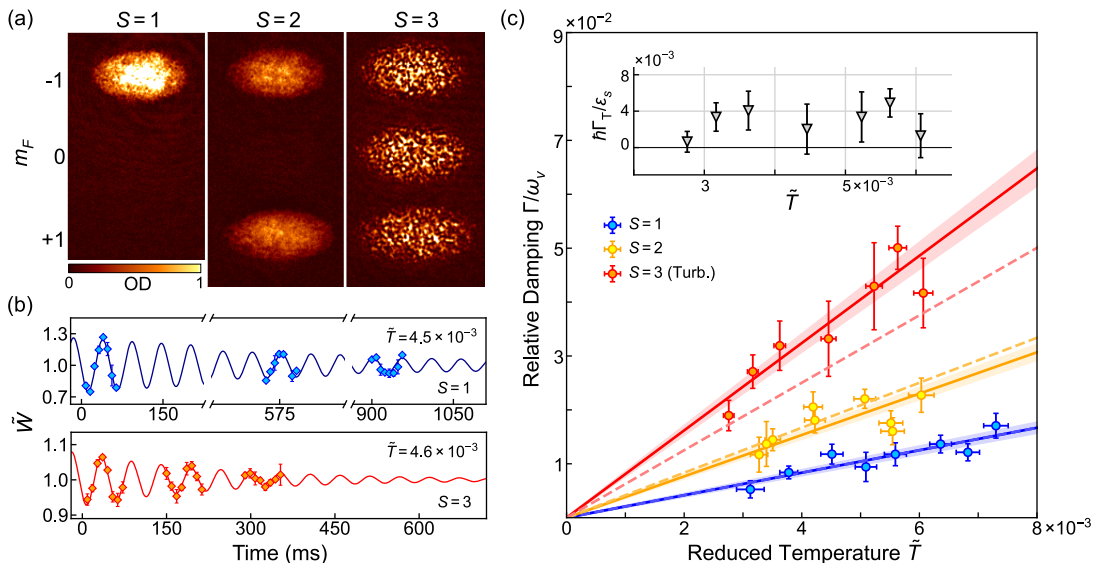 (a)
S = 1
S = 2
S = 3
m_F
-1
0
+1
0
OD
1
(b)
W̃
1.3
1.0
0.7
T̃ = 4.5 × 10⁻³
S = 1
0
150
575
900
1050
1.1
1.0
0.9
T̃ = 4.6 × 10⁻³
S = 3
0
150
300
450
600
Time (ms)
(c)
×10⁻²
9
7
5
3
1
Relative Damping Γ/ω_v
×10⁻³
8
4
0
ħΓ_T/ε_s
3
5 ×10⁻³
T̃
S = 1
S = 2
S = 3 (Turb.)
0
2
4
6
8 ×10⁻³
Reduced Temperature T̃